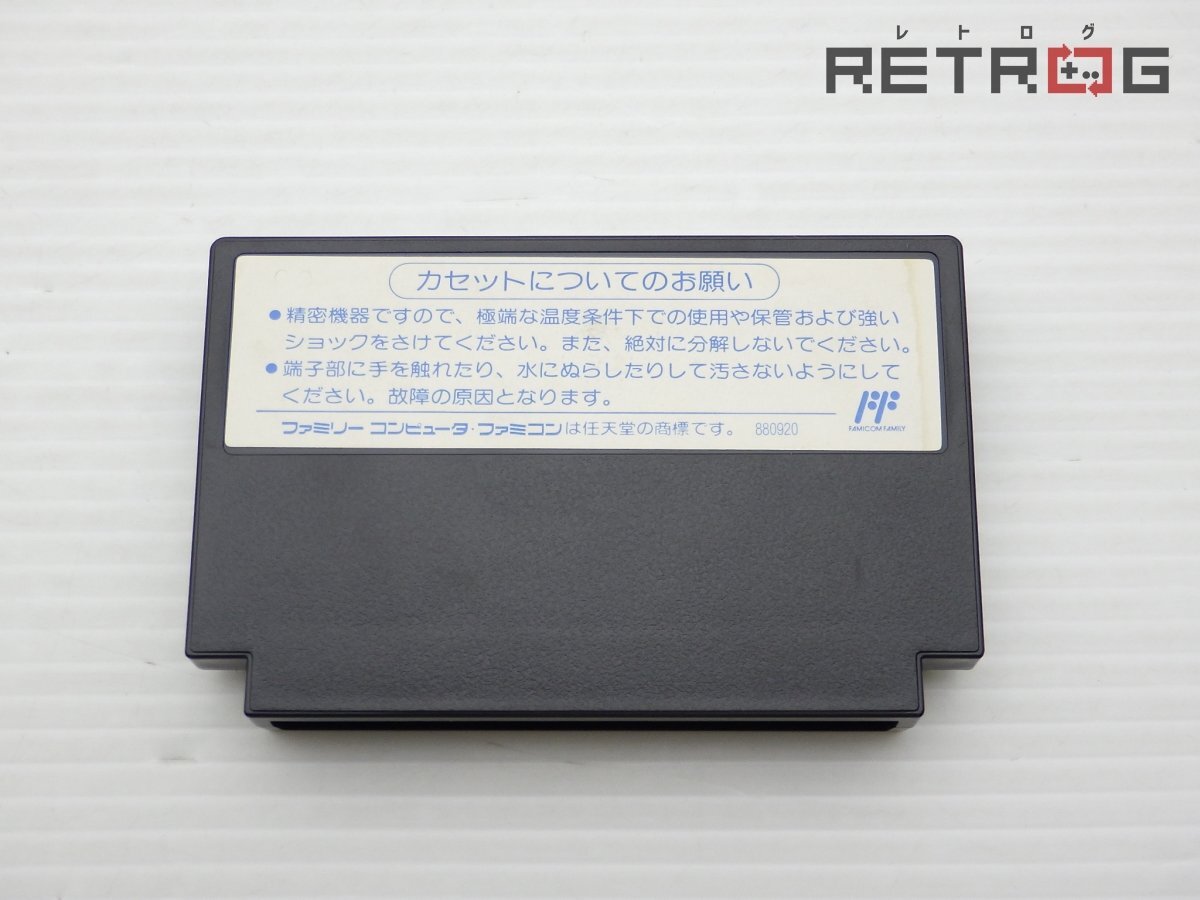 レトログ
RETROG
カセットについてのお願い
●精密機器ですので、極端な温度条件下での使用や保管および強い
ショックをさけてください。また、絶対に分解しないでください。
●端子部に手を触れたり、水にぬらしたりして汚さないようにして
ください。故障の原因となります。
FF
FAMICOM FAMILY
ファミリー コンピュータ・ファミコンは任天堂の商標です。 880920